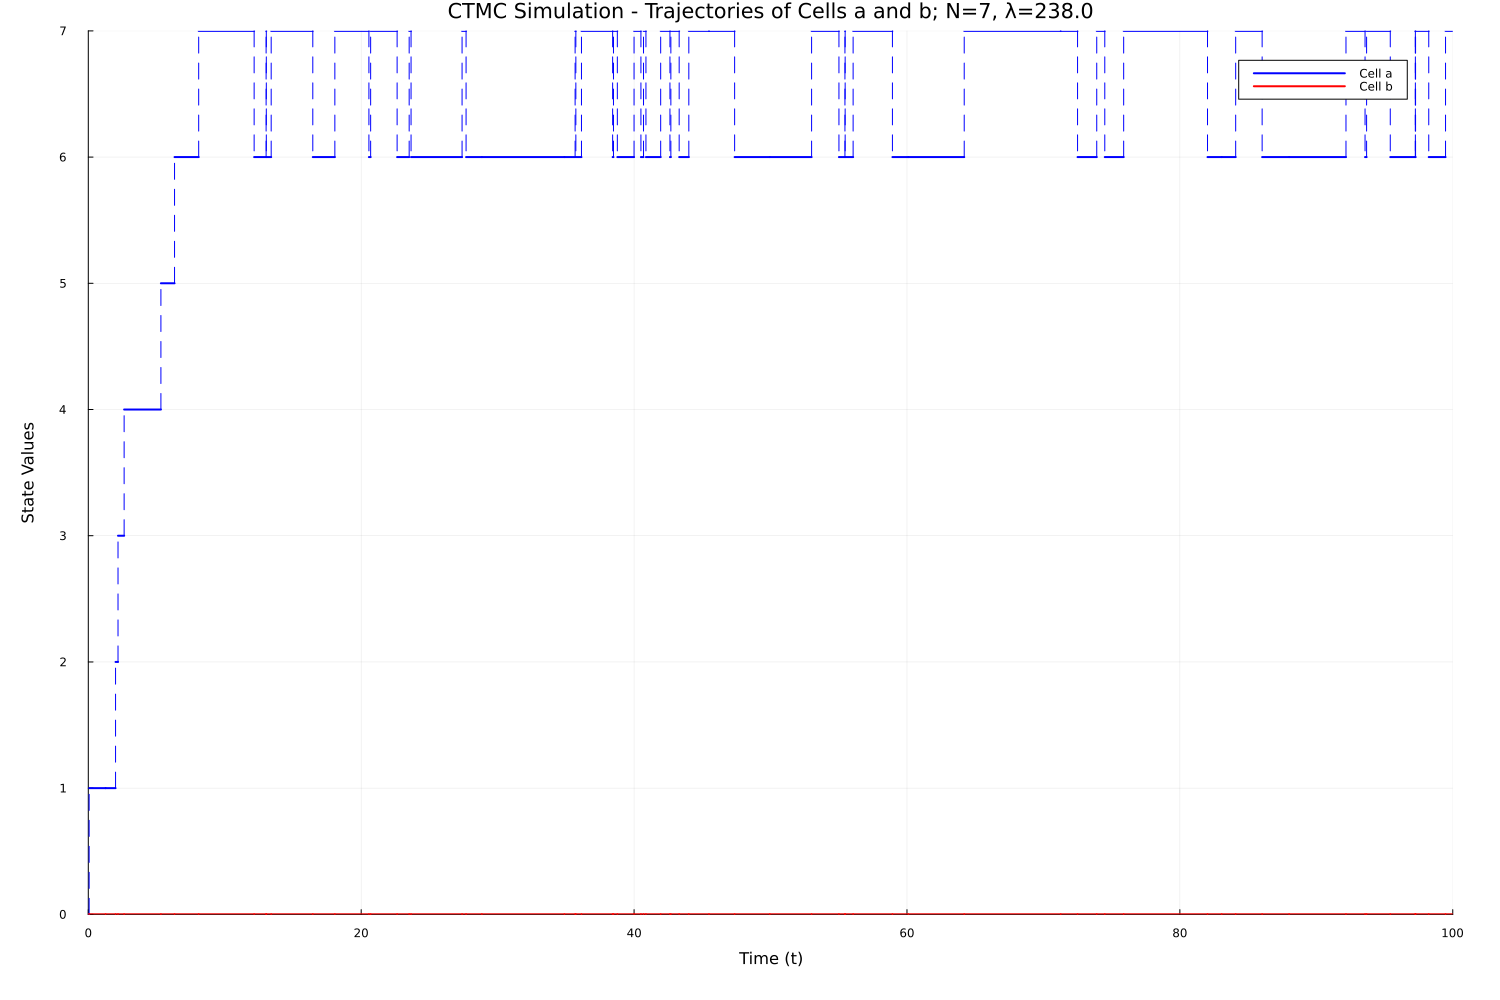 CTMC Simulation - Trajectories of Cells a and b; N=7, λ=238.0
7
Cell a
Cell b
6
5
4
State Values
3
2
1
0
0 20 40 60 80 100
Time (t)